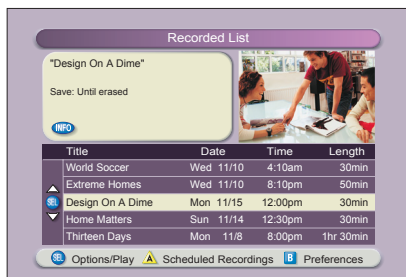 Recorded List
"Design On A Dime"
Save: Until erased
INFO
Title Date Time Length
World Soccer Wed 11/10 4:10am 30min
Extreme Homes Wed 11/10 8:10pm 50min
SEL Design On A Dime Mon 11/15 12:00pm 30min
Home Matters Sun 11/14 12:30pm 30min
Thirteen Days Mon 11/8 8:00pm 1hr 30min
SEL Options/Play A Scheduled Recordings B Preferences